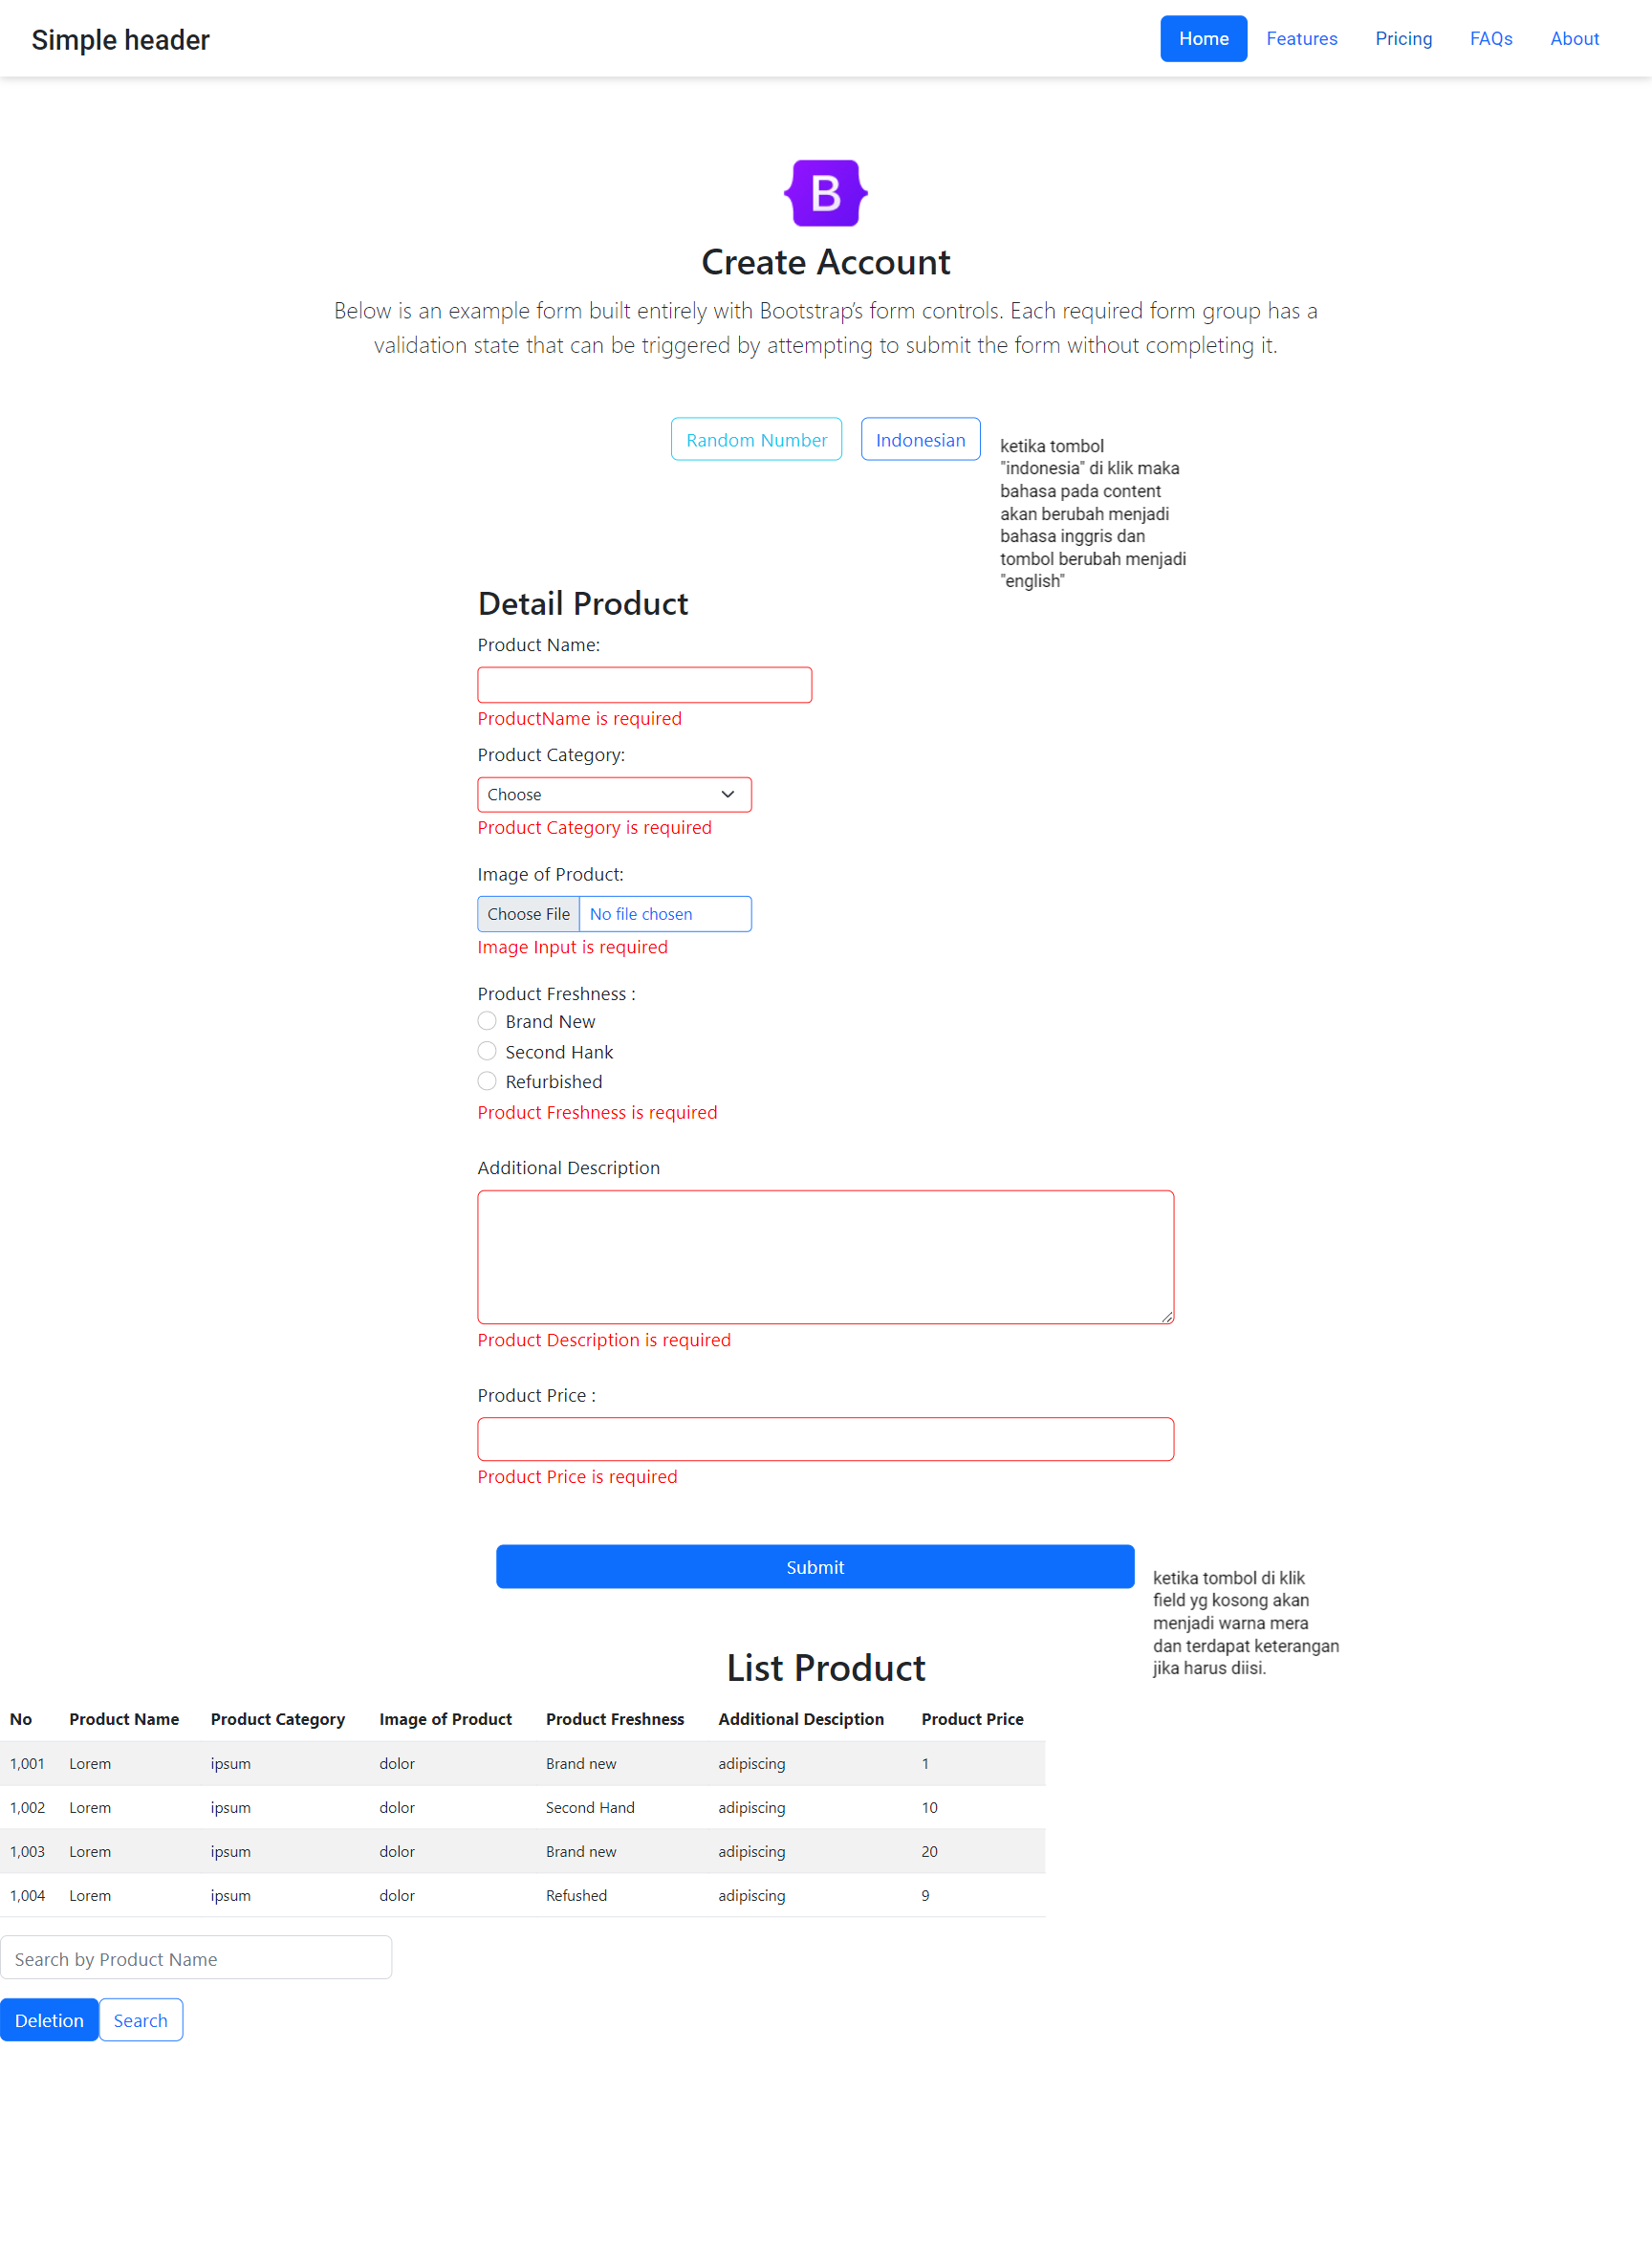 Simple header
Home Features Pricing FAQs About
B
Create Account
Below is an example form built entirely with Bootstrap's form controls. Each required form group has a
validation state that can be triggered by attempting to submit the form without completing it.
Random Number Indonesian
ketika tombol
"indonesia" di klik maka
bahasa pada content
akan berubah menjadi
bahasa inggris dan
tombol berubah menjadi
"english"
Detail Product
Product Name:
ProductName is required
Product Category:
Choose
Product Category is required
Image of Product:
Choose File No file chosen
Image Input is required
Product Freshness :
Brand New
Second Hank
Refurbished
Product Freshness is required
Additional Description
Product Description is required
Product Price :
Product Price is required
Submit
ketika tombol di klik
field yg kosong akan
menjadi warna mera
dan terdapat keterangan
jika harus diisi.
List Product
No Product Name Product Category Image of Product Product Freshness Additional Desciption Product Price
1,001 Lorem ipsum dolor Brand new adipiscing 1
1,002 Lorem ipsum dolor Second Hand adipiscing 10
1,003 Lorem ipsum dolor Brand new adipiscing 20
1,004 Lorem ipsum dolor Refushed adipiscing 9
Search by Product Name
Deletion Search